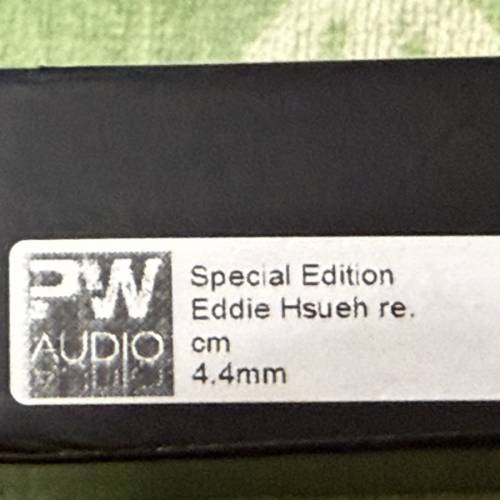 PW
AUDIO
Special Edition
Eddie Hsueh re.
cm
4.4mm